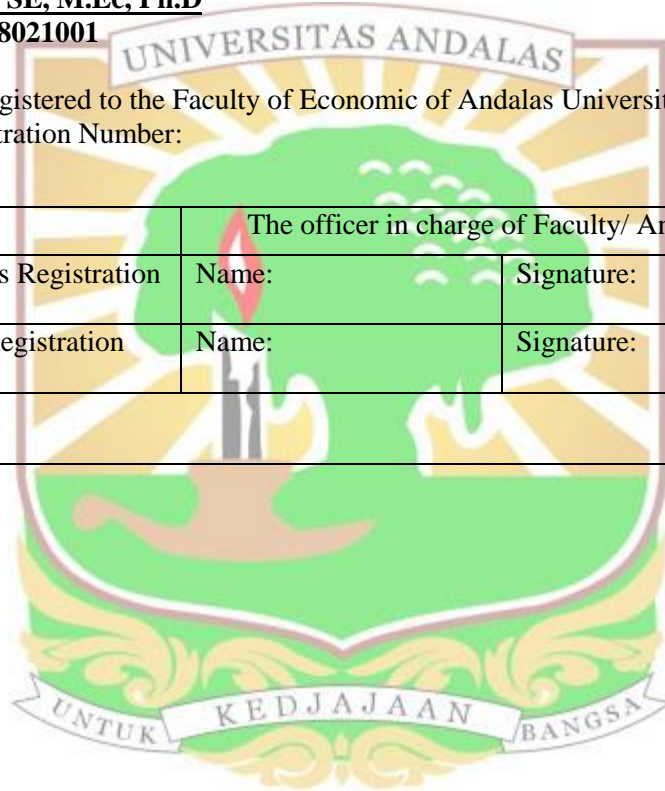 SE, M.Ec, Ph.D
8021001
UNIVERSITAS ANDALAS
gistered to the Faculty of Economic of Andalas Universit
tration Number:
The officer in charge of Faculty/ An
s Registration Name: Signature:
egistration Name: Signature:
UNTUK KEDJAJAAN BANGSA